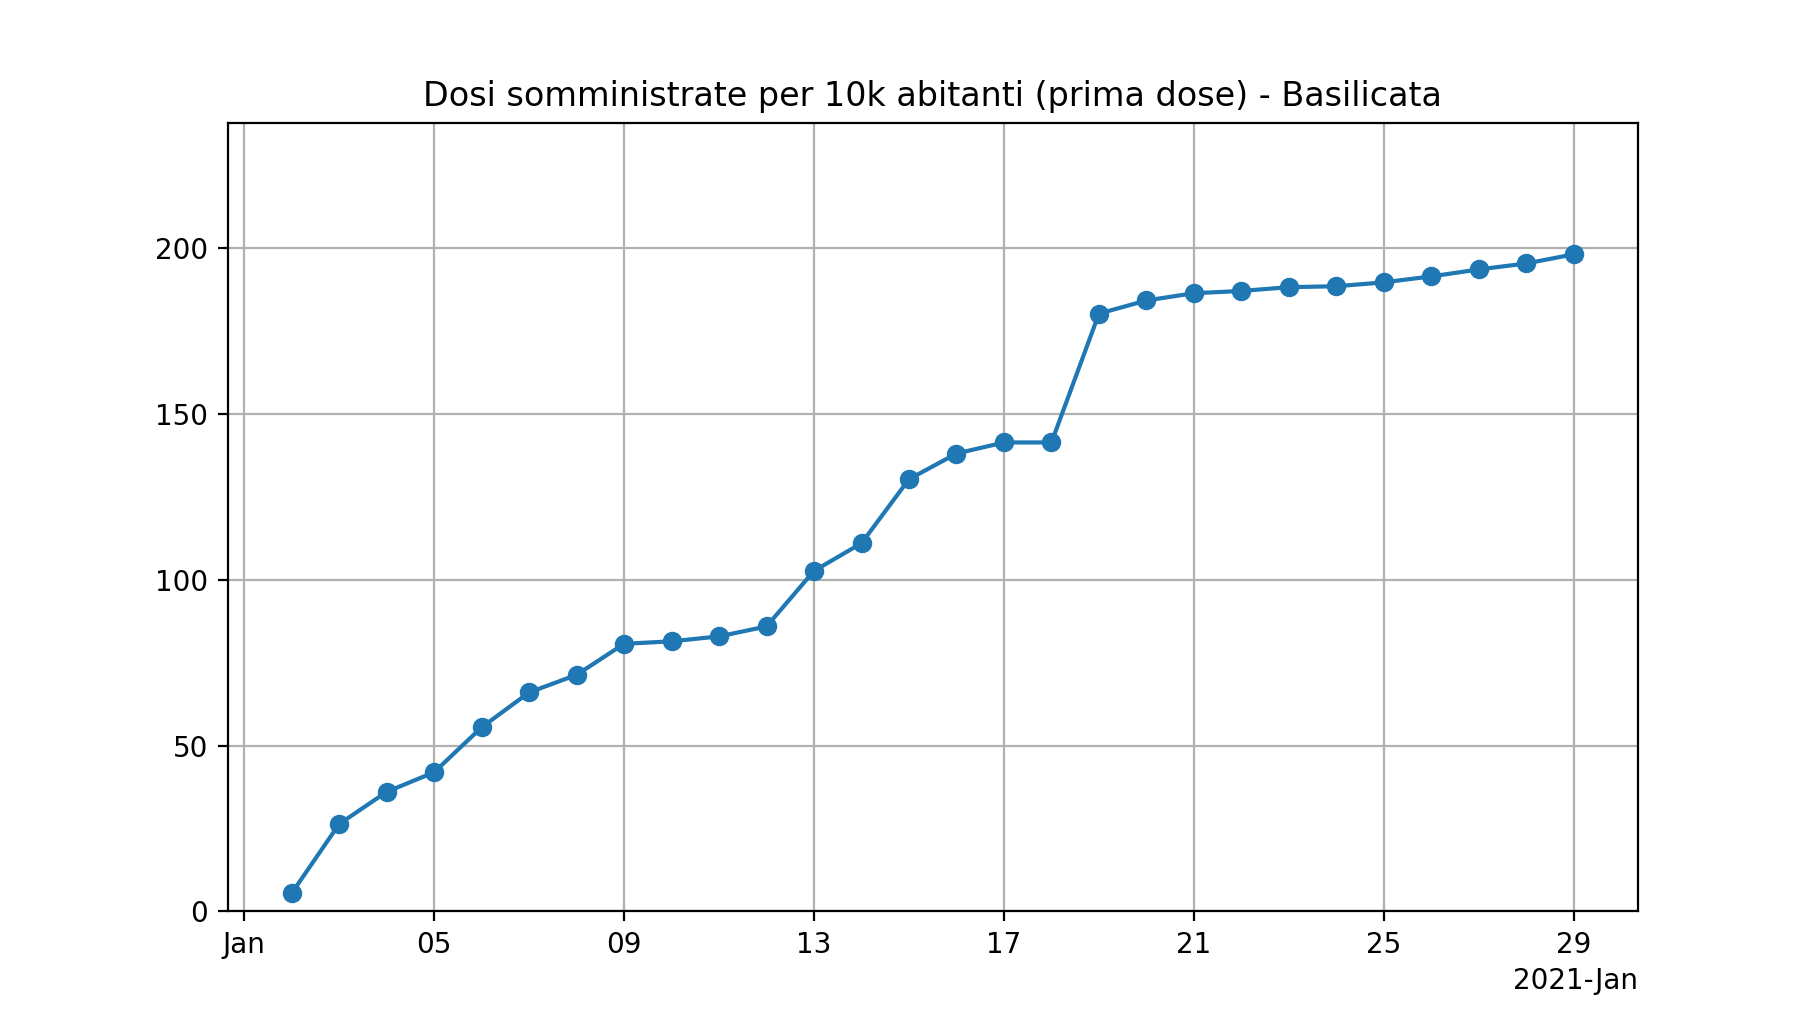 Dosi somministrate per 10k abitanti (prima dose) - Basilicata
200
150
100
50
0
Jan 05 09 13 17 21 25 29
2021-Jan